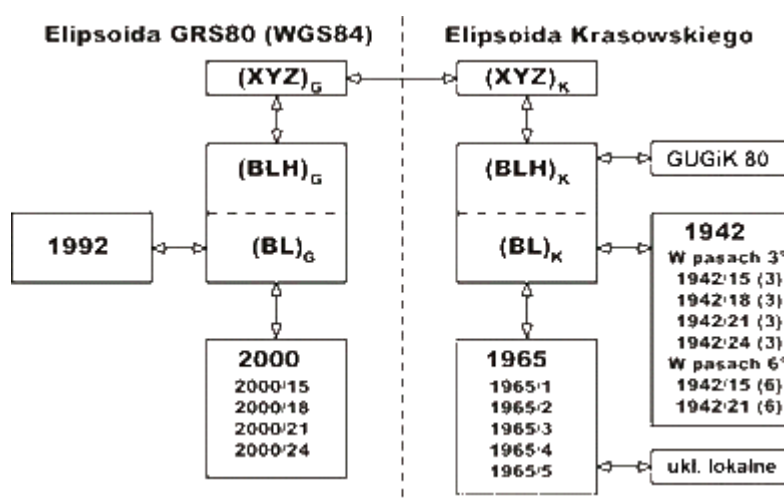 Elipsoida GRS80 (WGS84)
Elipsoida Krasowskiego
(XYZ)G
(XYZ)K
(BLH)G
(BLH)K
GUGiK 80
1992
(BL)G
(BL)K
1942
W pasach 3°
1942/15 (3)
1942/18 (3)
1942/21 (3)
1942/24 (3)
W pasach 6°
1942/15 (6)
1942/21 (6)
2000
2000/15
2000/18
2000/21
2000/24
1965
1965/1
1965/2
1965/3
1965/4
1965/5
ukł. lokalne